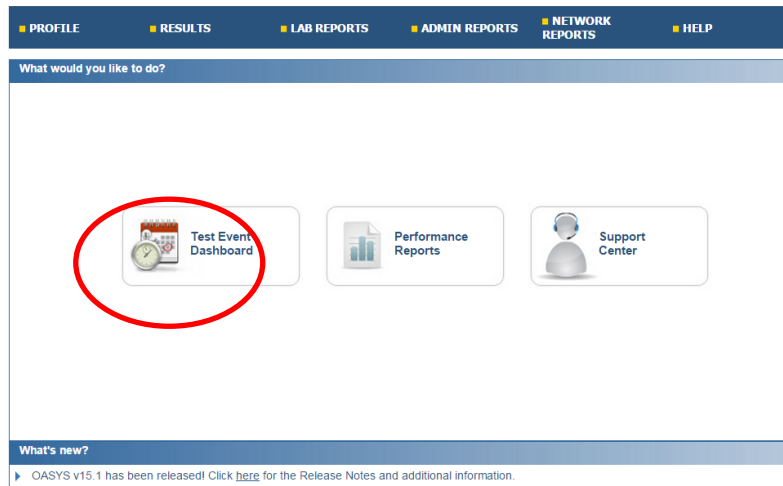 PROFILE
RESULTS
LAB REPORTS
ADMIN REPORTS
NETWORK
REPORTS
HELP
What would you like to do?
Test Event
Dashboard
Performance
Reports
Support
Center
What's new?
OASYS v15.1 has been released! Click here for the Release Notes and additional information.